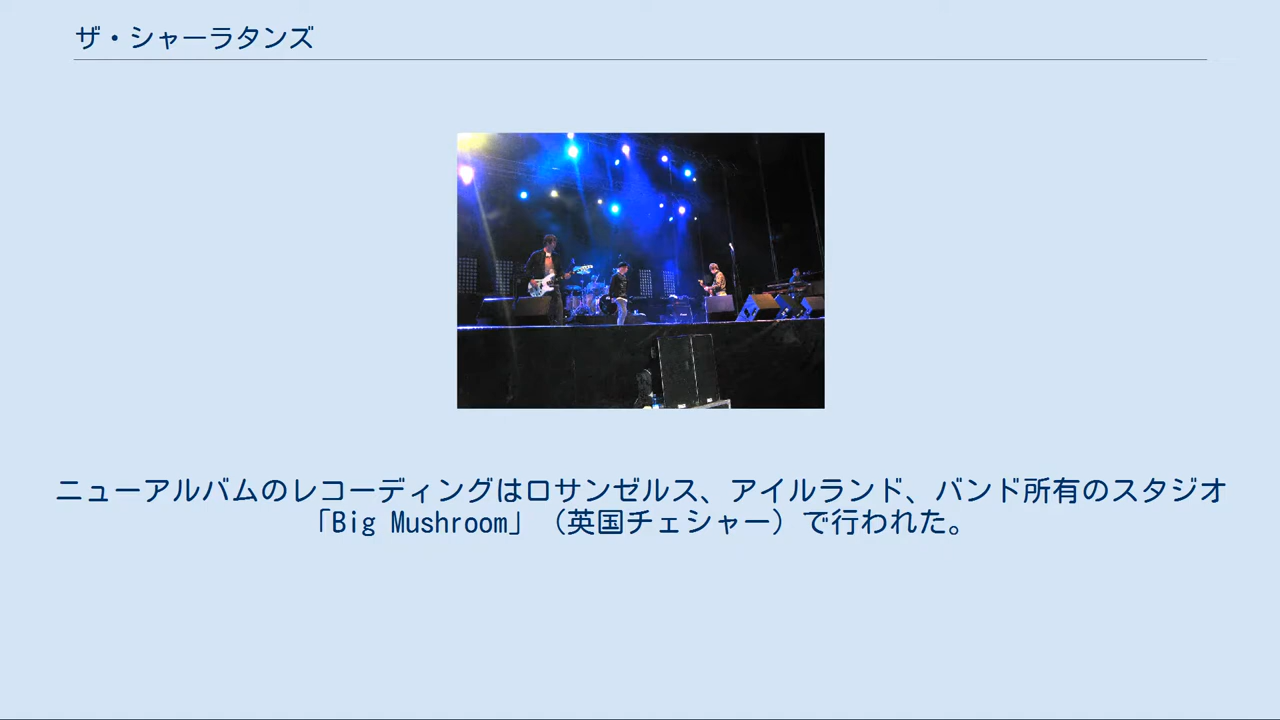 ザ・シャーラタンズ
ニューアルバムのレコーディングはロサンゼルス、アイルランド、バンド所有のスタジオ
「Big Mushroom」（英国チェシャー）で行われた。